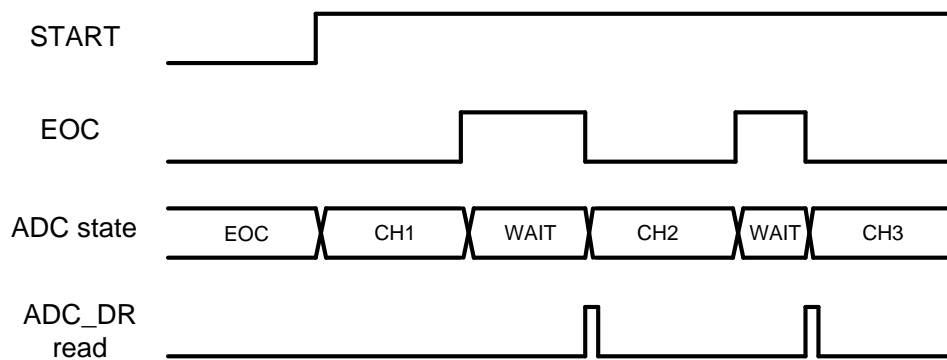 START
EOC
ADC state
EOC CH1 WAIT CH2 WAIT CH3
ADC_DR
read